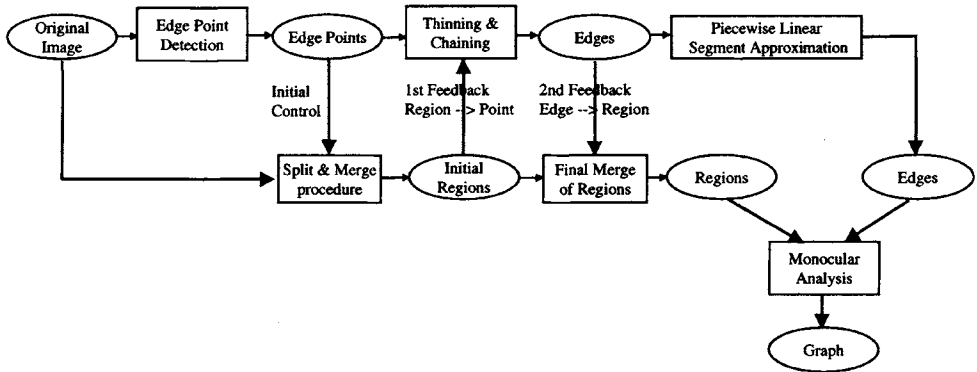 Original
Image
Edge Point
Detection
Edge Points
Thinning &
Chaining
Edges
Piecewise Linear
Segment Approximation
Initial
Control
1st Feedback
Region --> Point
2nd Feedback
Edge --> Region
Split & Merge
procedure
Initial
Regions
Final Merge
of Regions
Regions
Edges
Monocular
Analysis
Graph